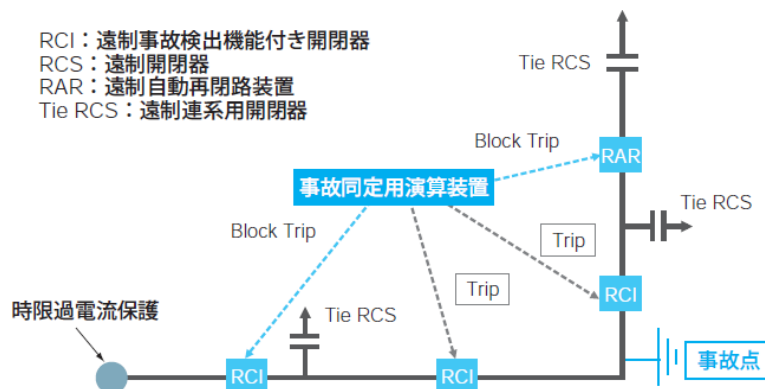 RCI：遠制事故検出機能付き開閉器
RCS：遠制開閉器
RAR：遠制自動再閉路装置
Tie RCS：遠制連系用開閉器
Tie RCS
Block Trip
RAR
事故同定用演算装置
Tie RCS
Block Trip
Trip
Trip
RCI
時限過電流保護
Tie RCS
事故点
RCI
RCI